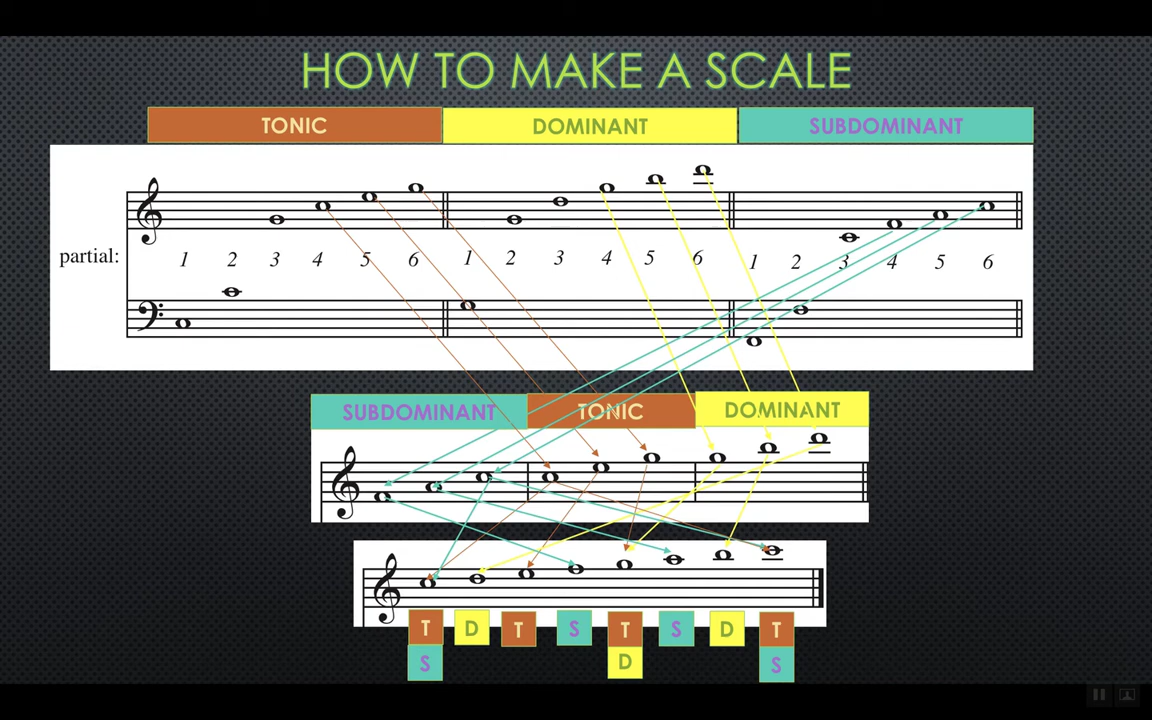 HOW TO MAKE A SCALE
TONIC DOMINANT SUBDOMINANT
partial: 1 2 3 4 5 6 1 2 3 4 5 6 1 2 3 4 5 6
SUBDOMINANT TONIC DOMINANT
T D T S T S D T
S D S